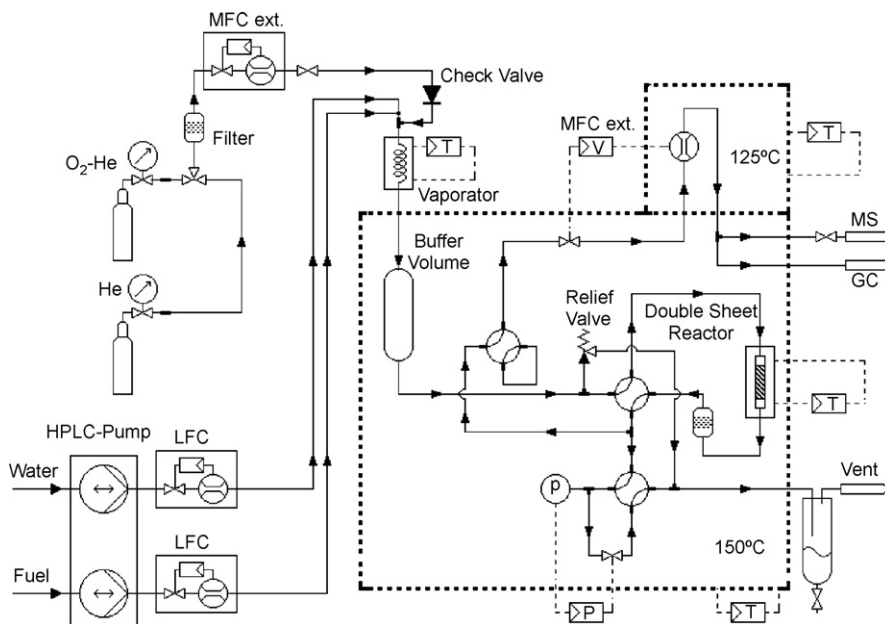 MFC ext.
Check Valve
Filter
O2-He
T
Vaporator
MFC ext.
V
125ºC
T
MS
GC
Buffer
Volume
He
Relief
Valve
Double Sheet
Reactor
T
HPLC-Pump
LFC
Water
p
Vent
LFC
150ºC
Fuel
P
T